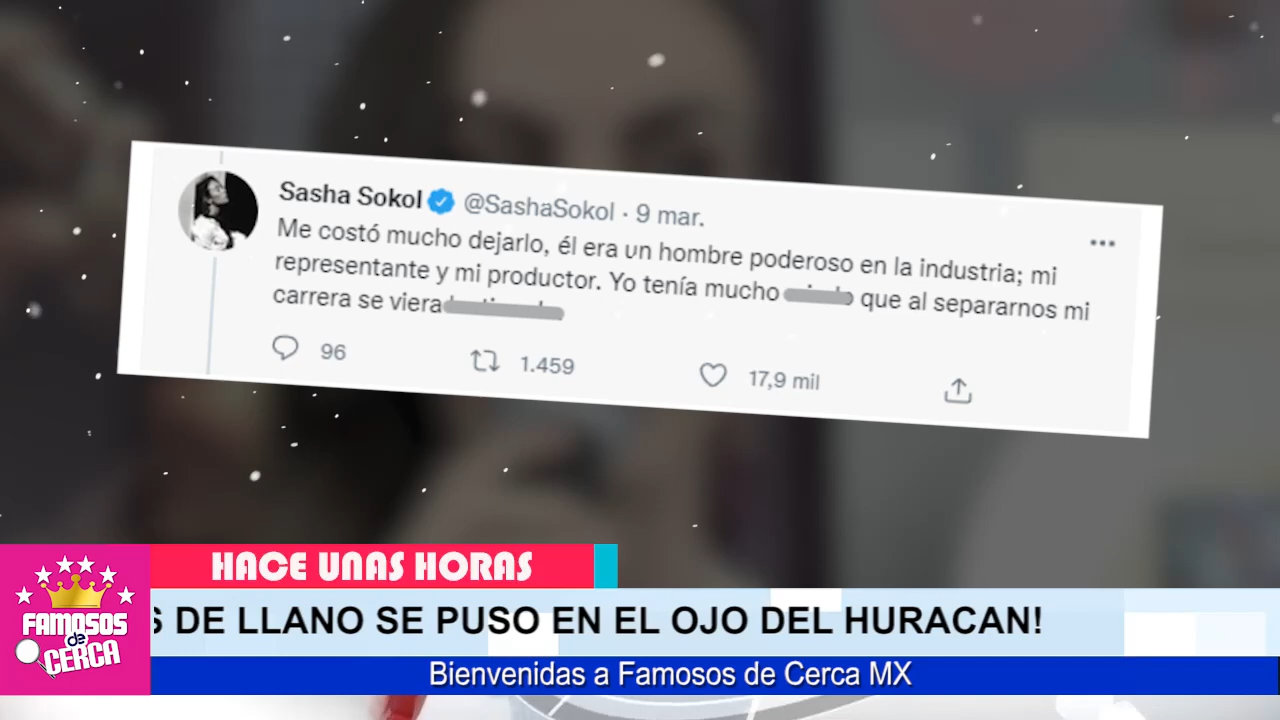 Sasha Sokol @SashaSokol · 9 mar.
Me costó mucho dejarlo, él era un hombre poderoso en la industria; mi
representante y mi productor. Yo tenía mucho que al separarnos mi
carrera se viera
96 1.459 17,9 mil
HACE UNAS HORAS
S DE LLANO SE PUSO EN EL OJO DEL HURACAN!
Bienvenidas a Famosos de Cerca MX
FAMOSOS
de
CERCA